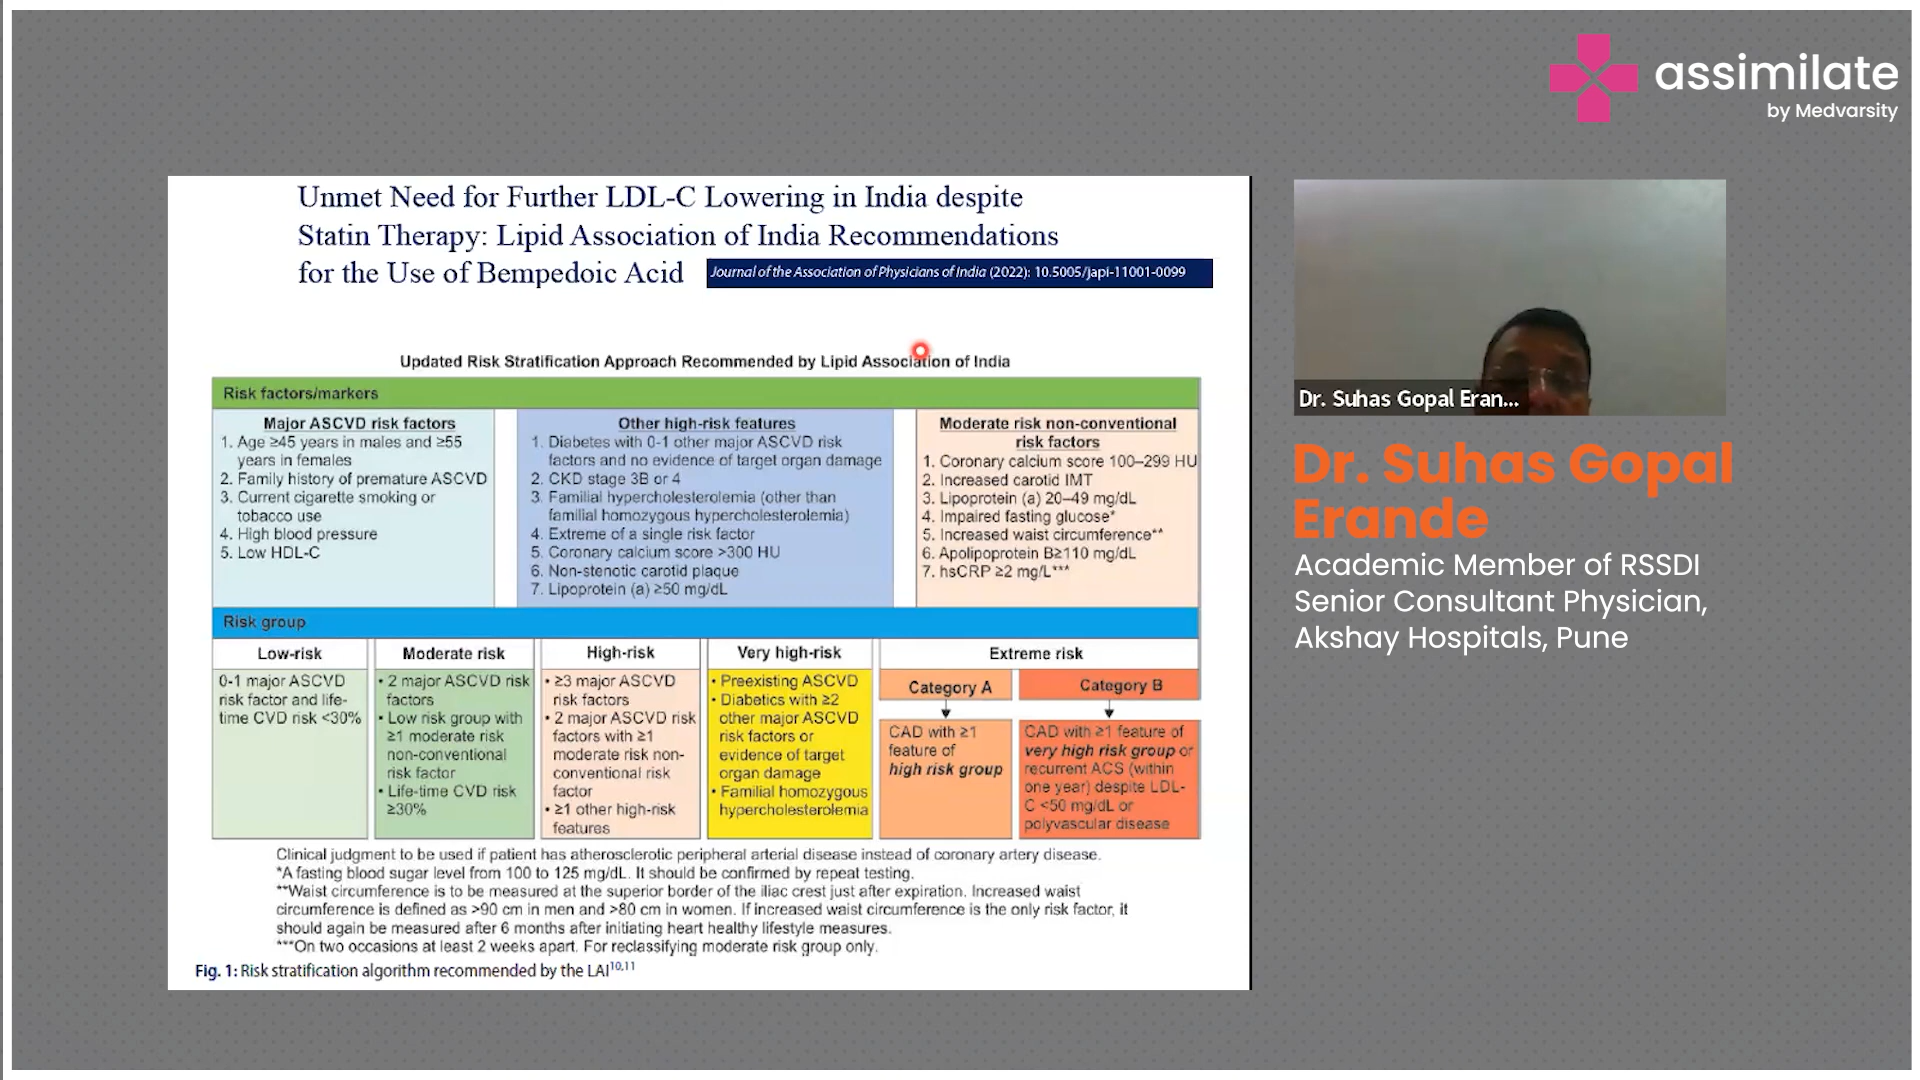 assimilate
by Medvarsity
Unmet Need for Further LDL-C Lowering in India despite
Statin Therapy: Lipid Association of India Recommendations
for the Use of Bempedoic Acid
Journal of the Association of Physicians of India (2022): 10.5005/japi-11001-0099
Updated Risk Stratification Approach Recommended by Lipid Association of India
Risk factors/markers
Major ASCVD risk factors
1. Age ≥45 years in males and ≥55
years in females
2. Family history of premature ASCVD
3. Current cigarette smoking or
tobacco use
4. High blood pressure
5. Low HDL-C
Other high-risk features
1. Diabetes with 0-1 other major ASCVD risk
factors and no evidence of target organ damage
2. CKD stage 3B or 4
3. Familial hypercholesterolemia (other than
familial homozygous hypercholesterolemia)
4. Extreme of a single risk factor
5. Coronary calcium score >300 HU
6. Non-stenotic carotid plaque
7. Lipoprotein (a) ≥50 mg/dL
Moderate risk non-conventional
risk factors
1. Coronary calcium score 100–299 HU
2. Increased carotid IMT
3. Lipoprotein (a) 20–49 mg/dL
4. Impaired fasting glucose*
5. Increased waist circumference**
6. Apolipoprotein B≥110 mg/dL
7. hsCRP ≥2 mg/L***
Risk group
Low-risk
0-1 major ASCVD
risk factor and life-
time CVD risk <30%
Moderate risk
• 2 major ASCVD risk
factors
• Low risk group with
≥1 moderate risk
non-conventional
risk factor
• Life-time CVD risk
≥30%
High-risk
• ≥3 major ASCVD
risk factors
• 2 major ASCVD risk
factors with ≥1
moderate risk non-
conventional risk
factor
• ≥1 other high-risk
features
Very high-risk
• Preexisting ASCVD
• Diabetics with ≥2
other major ASCVD
risk factors or
evidence of target
organ damage
• Familial homozygous
hypercholesterolemia
Extreme risk
Category A
CAD with ≥1
feature of
high risk group
Category B
CAD with ≥1 feature of
very high risk group or
recurrent ACS (within
one year) despite LDL-
C <50 mg/dL or
polyvascular disease
Clinical judgment to be used if patient has atherosclerotic peripheral arterial disease instead of coronary artery disease.
*A fasting blood sugar level from 100 to 125 mg/dL. It should be confirmed by repeat testing.
**Waist circumference is to be measured at the superior border of the iliac crest just after expiration. Increased waist
circumference is defined as >90 cm in men and >80 cm in women. If increased waist circumference is the only risk factor, it
should again be measured after 6 months after initiating heart healthy lifestyle measures.
***On two occasions at least 2 weeks apart. For reclassifying moderate risk group only.
Fig. 1: Risk stratification algorithm recommended by the LAI10,11
Dr. Suhas Gopal Eran...
Dr. Suhas Gopal
Erande
Academic Member of RSSDI
Senior Consultant Physician,
Akshay Hospitals, Pune